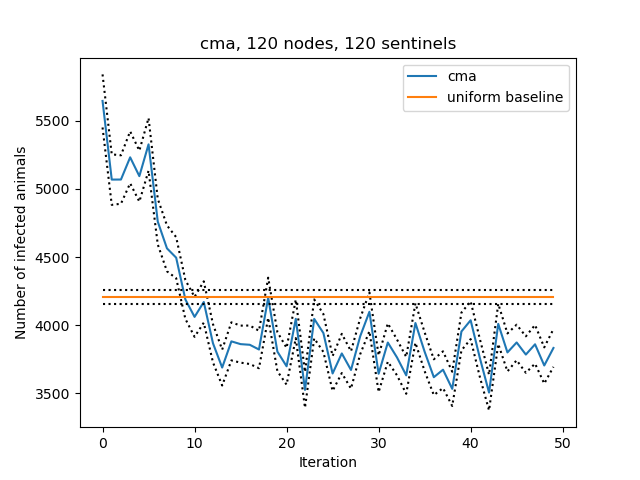 cma, 120 nodes, 120 sentinels
cma
uniform baseline
Number of infected animals
5500
5000
4500
4000
3500
0 10 20 30 40 50
Iteration